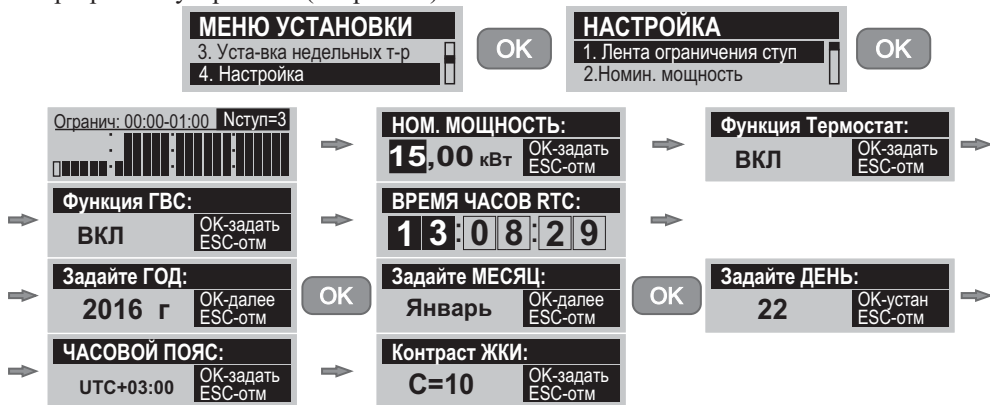 МЕНЮ УСТАНОВКИ
3. Уста-вка недельных т-р
4. Настройка
OK
НАСТРОЙКА
1. Лента ограничения ступ
2.Номин. мощность
OK
Огранич: 00:00-01:00 Nступ=3
НОМ. МОЩНОСТЬ:
15,00 кВт
OK-задать
ESC-отм
Функция Термостат:
ВКЛ
OK-задать
ESC-отм
Функция ГВС:
ВКЛ
OK-задать
ESC-отм
ВРЕМЯ ЧАСОВ RTC:
13:08:29
Задайте ГОД:
2016 г
OK-далее
ESC-отм
OK
Задайте МЕСЯЦ:
Январь
OK-далее
ESC-отм
OK
Задайте ДЕНЬ:
22
OK-устан
ESC-отм
ЧАСОВОЙ ПОЯС:
UTC+03:00
OK-задать
ESC-отм
Контраст ЖКИ:
C=10
OK-задать
ESC-отм